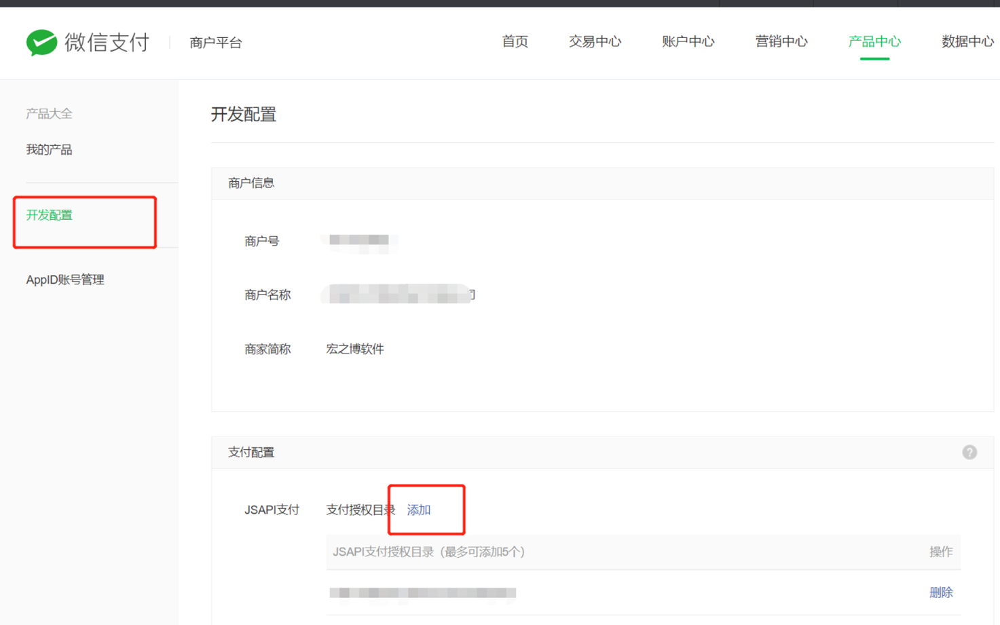 微信支付 商户平台 首页 交易中心 账户中心 营销中心 产品中心 数据中心
产品大全
我的产品
开发配置
AppID账号管理
开发配置
商户信息
商户号
商户名称
商家简称 宏之博软件
支付配置 ?
JSAPI支付 支付授权目录 添加
JSAPI支付授权目录（最多可添加5个） 操作
删除